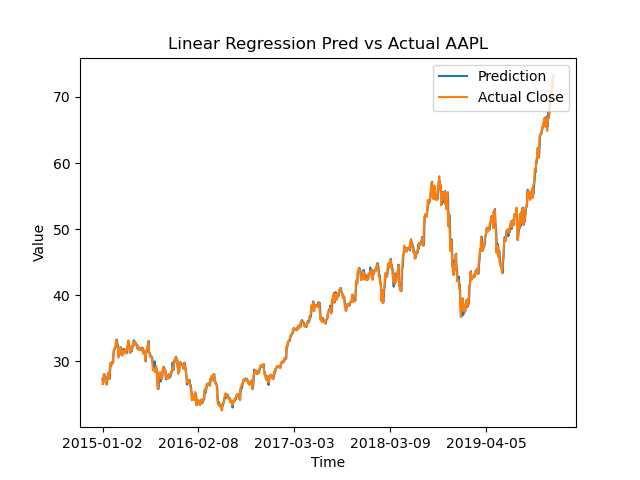 Linear Regression Pred vs Actual AAPL
Prediction
Actual Close
70
60
50
40
30
Value
2015-01-02 2016-02-08 2017-03-03 2018-03-09 2019-04-05
Time